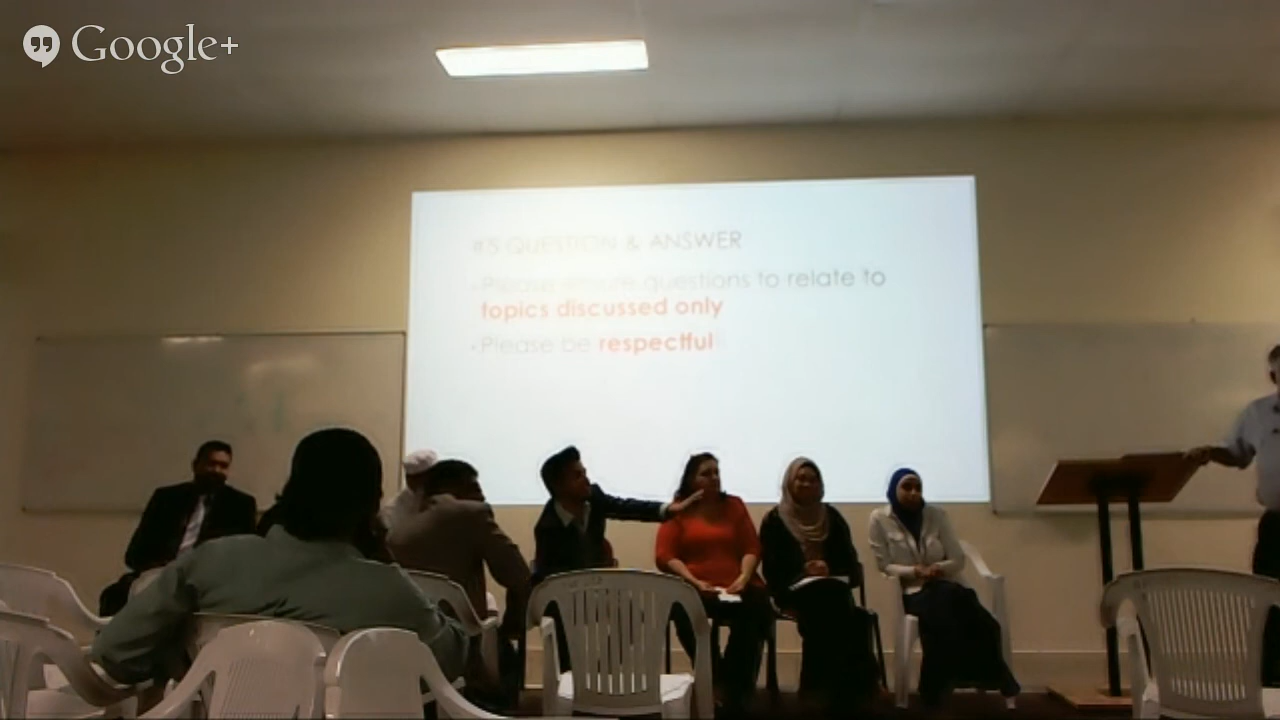 Google+
#5 QUESTION & ANSWER
Please ensure questions to relate to
topics discussed only
Please be respectful